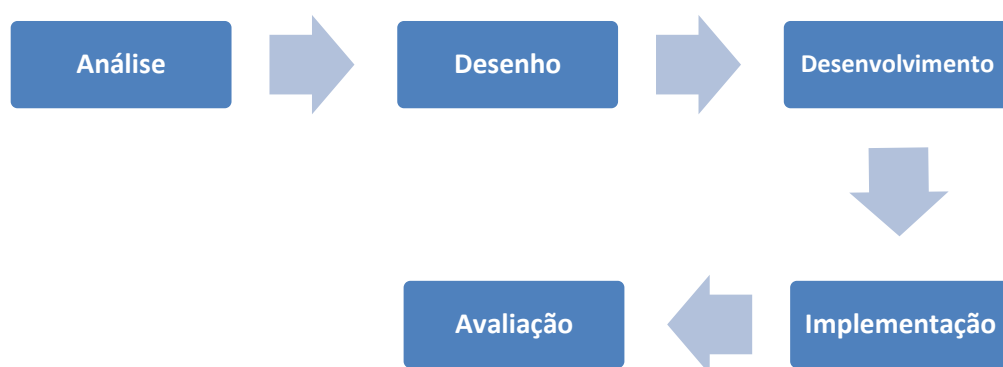 Análise
Desenho
Desenvolvimento
Implementação
Avaliação